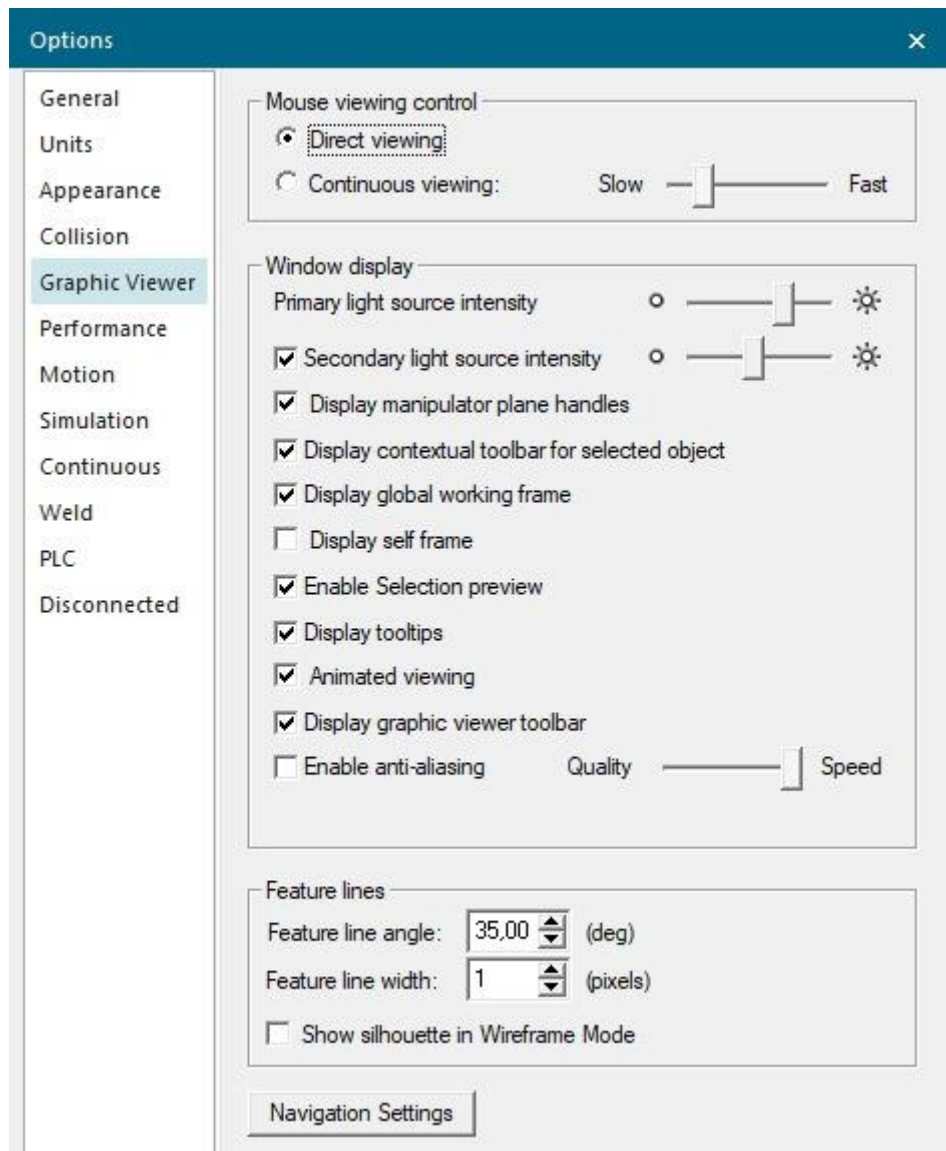 Options
General
Units
Appearance
Collision
Graphic Viewer
Performance
Motion
Simulation
Continuous
Weld
PLC
Disconnected
Mouse viewing control
Direct viewing
Continuous viewing: Slow Fast
Window display
Primary light source intensity
Secondary light source intensity
Display manipulator plane handles
Display contextual toolbar for selected object
Display global working frame
Display self frame
Enable Selection preview
Display tooltips
Animated viewing
Display graphic viewer toolbar
Enable anti-aliasing Quality Speed
Feature lines
Feature line angle: 35,00 (deg)
Feature line width: 1 (pixels)
Show silhouette in Wireframe Mode
Navigation Settings